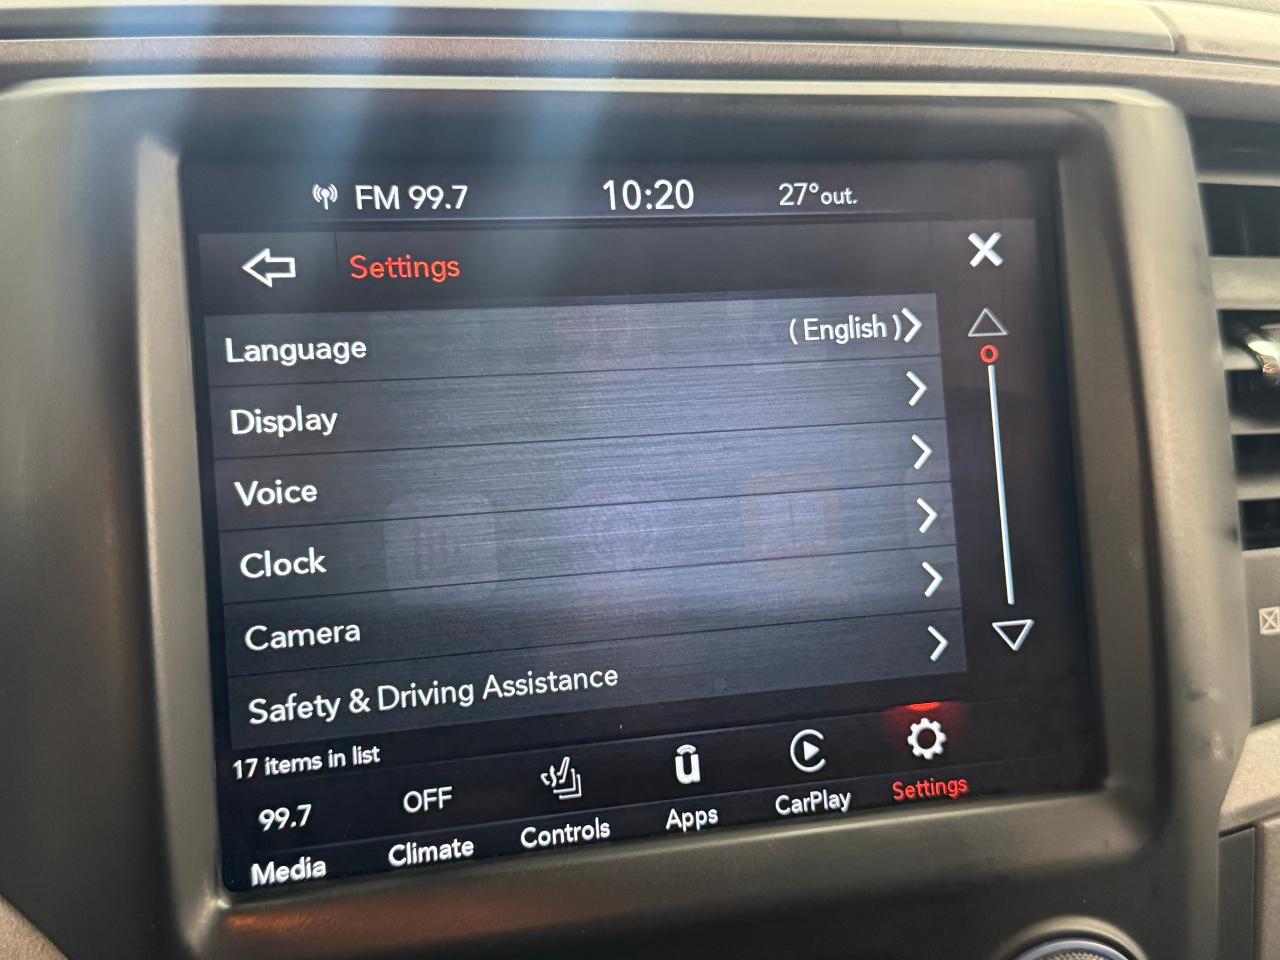 FM 99.7 10:20 27° out.
Settings
Language ( English )
Display
Voice
Clock
Camera
Safety & Driving Assistance
17 items in list
99.7 OFF
Media Climate Controls Apps CarPlay Settings